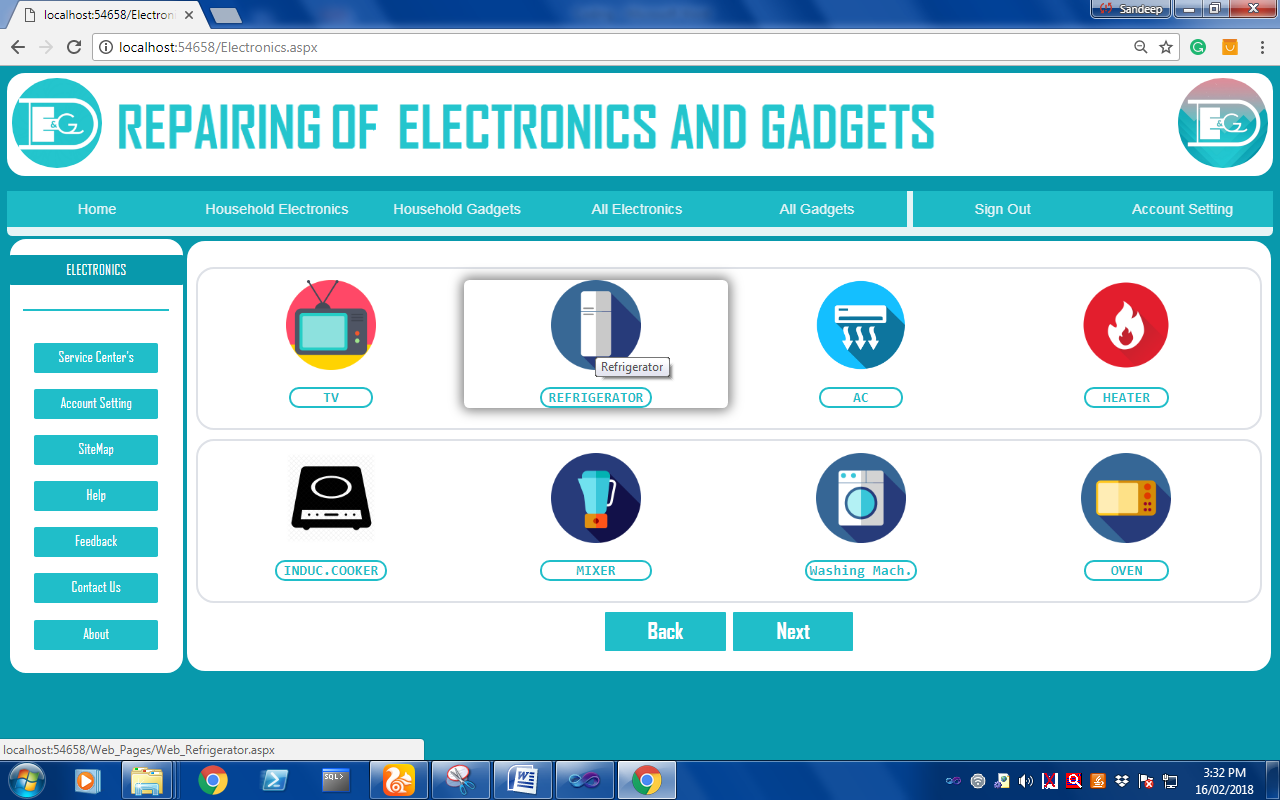 localhost:54658/Electroni
Sandeep
localhost:54658/Electronics.aspx
E&G
REPAIRING OF ELECTRONICS AND GADGETS
E&G
Home Household Electronics Household Gadgets All Electronics All Gadgets Sign Out Account Setting
ELECTRONICS
Service Center's
Account Setting
SiteMap
Help
Feedback
Contact Us
About
Refrigerator
TV REFRIGERATOR AC HEATER
INDUC.COOKER MIXER Washing Mach. OVEN
Back Next
localhost:54658/Web_Pages/Web_Refrigerator.aspx
SQL>
W
3:32 PM
16/02/2018